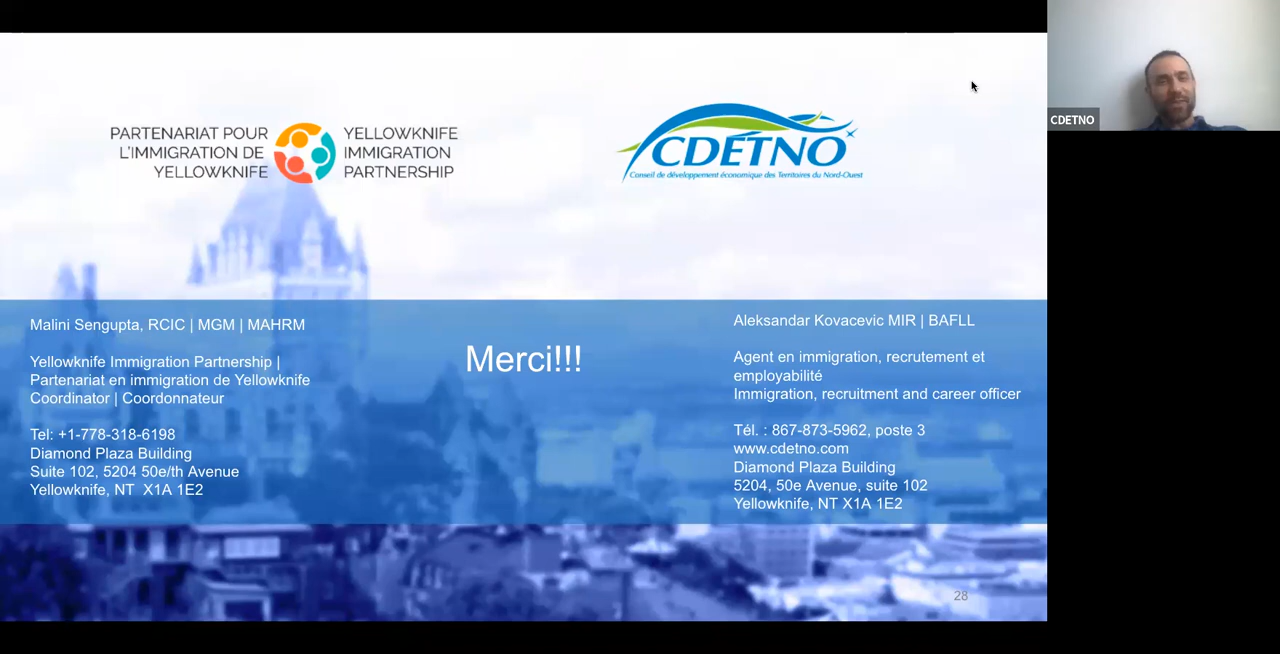 PARTENARIAT POUR
L'IMMIGRATION DE
YELLOWKNIFE
YELLOWKNIFE
IMMIGRATION
PARTNERSHIP
CDÉTNO
Conseil de développement économique des Territoires du Nord-Ouest
CDETNO
Malini Sengupta, RCIC | MGM | MAHRM
Yellowknife Immigration Partnership |
Partenariat en immigration de Yellowknife
Coordinator | Coordonnateur
Tel: +1-778-318-6198
Diamond Plaza Building
Suite 102, 5204 50e/th Avenue
Yellowknife, NT  X1A 1E2
Merci!!!
Aleksandar Kovacevic MIR | BAFLL
Agent en immigration, recrutement et
employabilité
Immigration, recruitment and career officer
Tél. : 867-873-5962, poste 3
www.cdetno.com
Diamond Plaza Building
5204, 50e Avenue, suite 102
Yellowknife, NT X1A 1E2
28